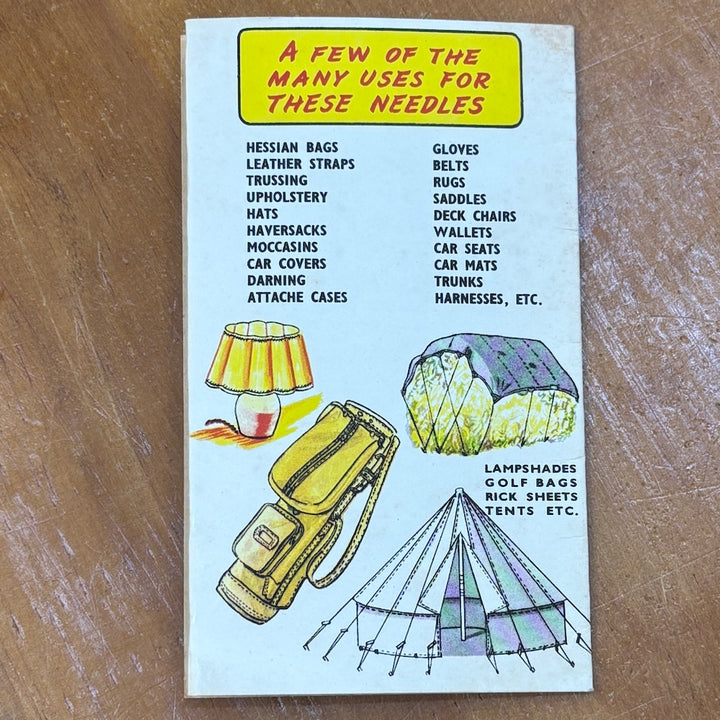 A FEW OF THE
MANY USES FOR
THESE NEEDLES
HESSIAN BAGS
LEATHER STRAPS
TRUSSING
UPHOLSTERY
HATS
HAVERSACKS
MOCCASINS
CAR COVERS
DARNING
ATTACHE CASES
GLOVES
BELTS
RUGS
SADDLES
DECK CHAIRS
WALLETS
CAR SEATS
CAR MATS
TRUNKS
HARNESSES, ETC.
LAMPSHADES
GOLF BAGS
RICK SHEETS
TENTS ETC.